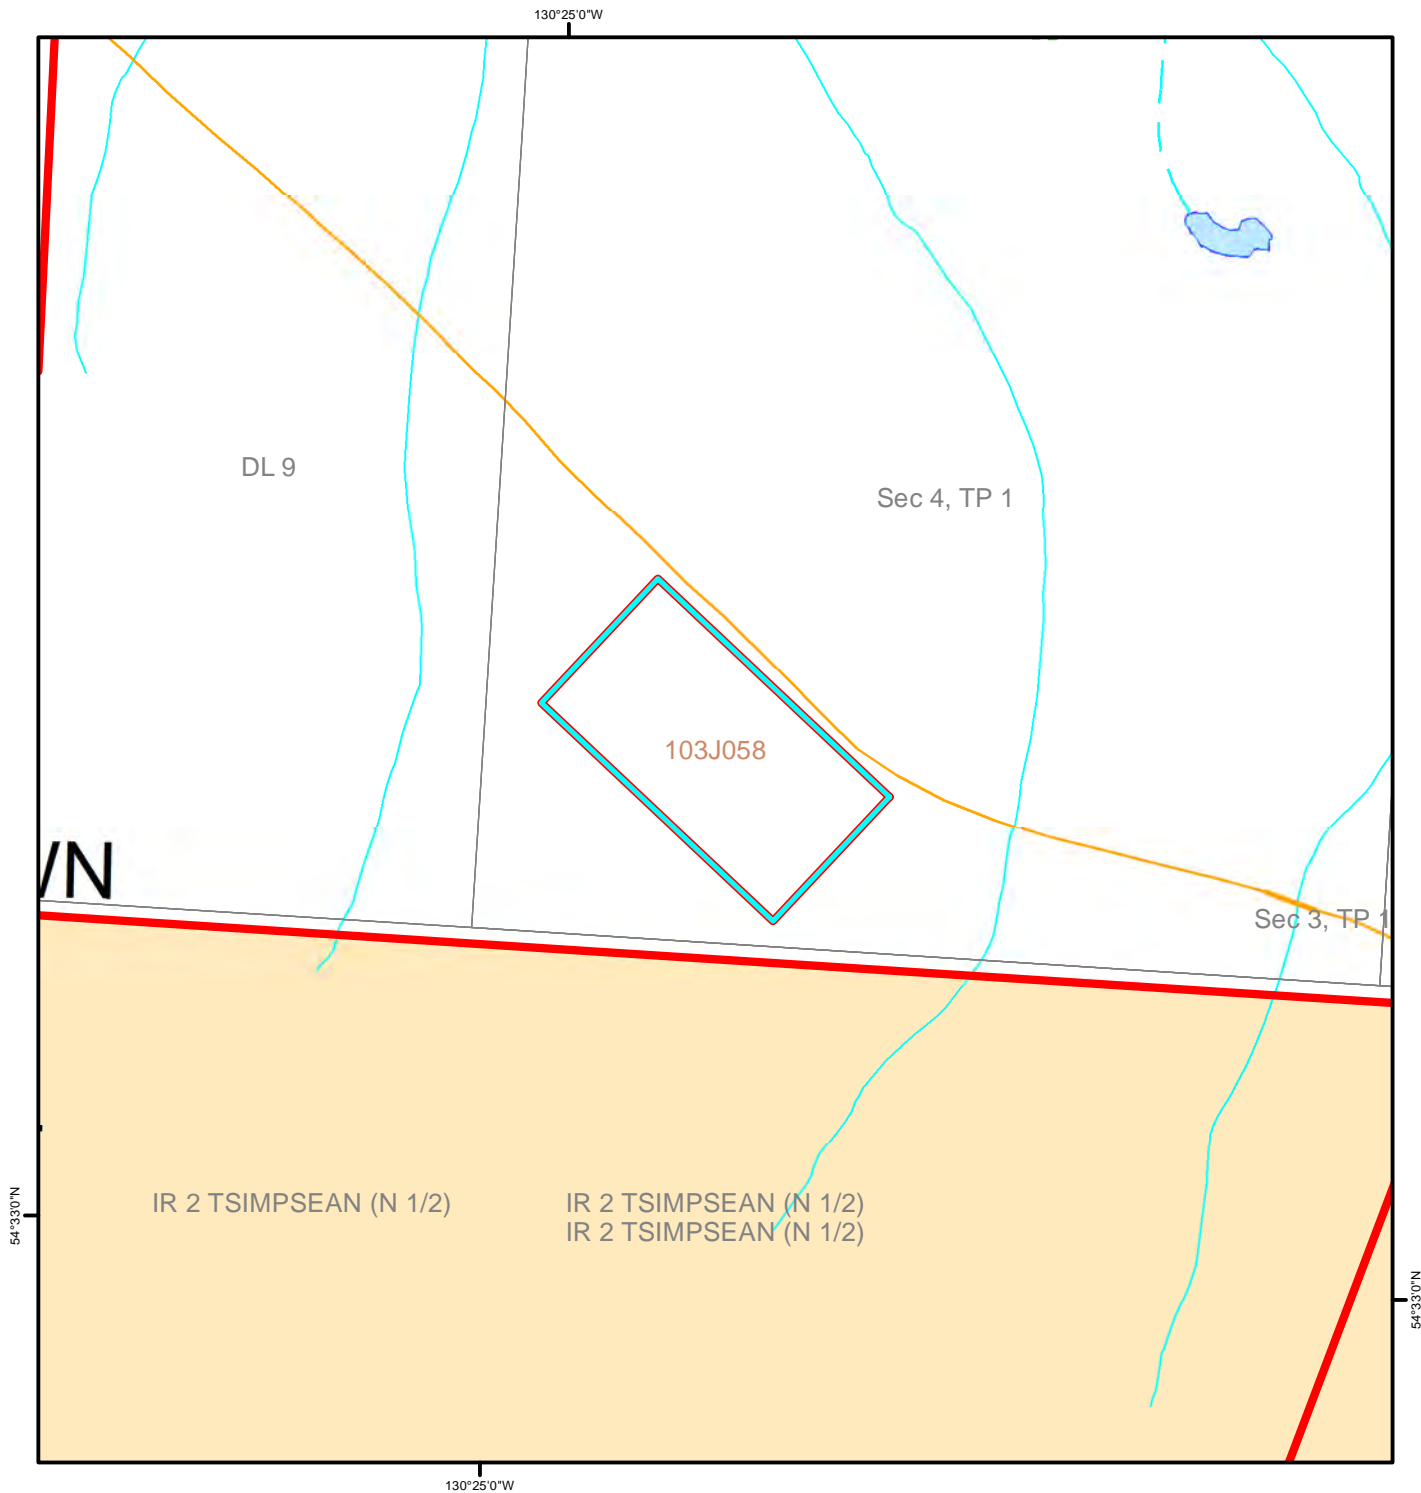 130°25'0"W
DL 9
Sec 4, TP 1
103J058
/N
Sec 3, TP 1
IR 2 TSIMPSEAN (N 1/2)
IR 2 TSIMPSEAN (N 1/2)
IR 2 TSIMPSEAN (N 1/2)
54°33'0"N
54°33'0"N
130°25'0"W